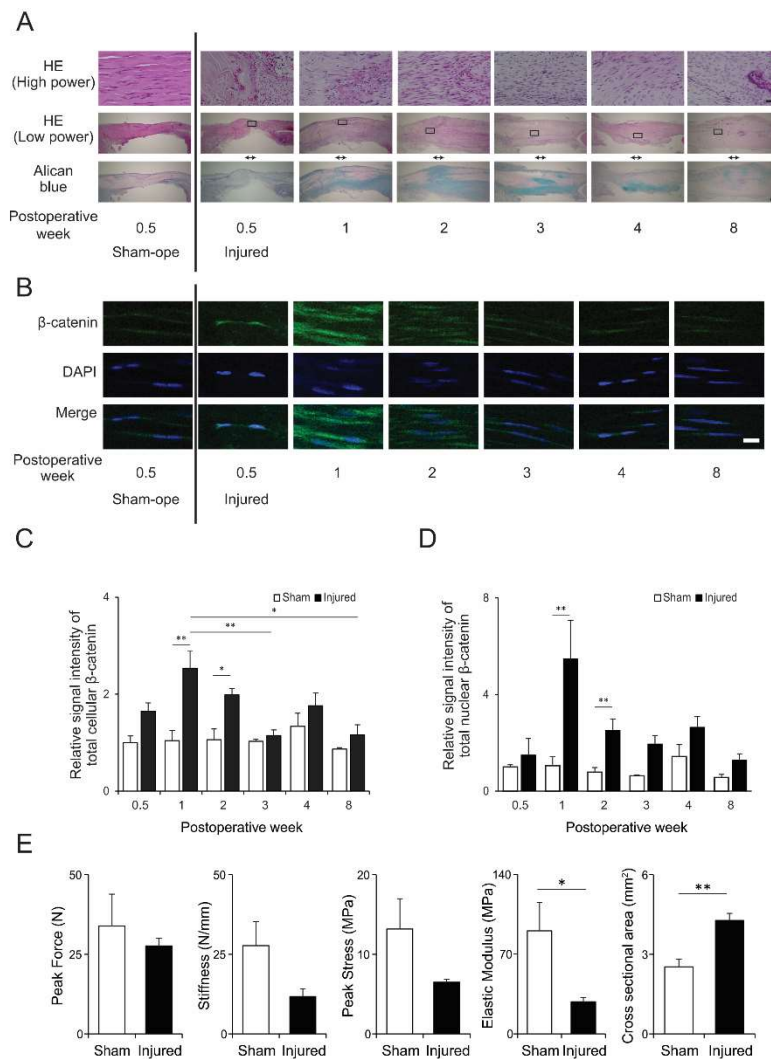 A
HE
(High power)
HE
(Low power)
Alican
blue
Postoperative
week
0.5 0.5 1 2 3 4 8
Sham-ope Injured
B
β-catenin
DAPI
Merge
Postoperative
week
0.5 0.5 1 2 3 4 8
Sham-ope Injured
C
Relative signal intensity of
total cellular β-catenin
4
2
0
Sham Injured
** * ** *
0.5 1 2 3 4 8
Postoperative week
D
Relative signal intensity of
total nuclear β-catenin
8
4
0
Sham Injured
** **
0.5 1 2 3 4 8
Postoperative week
E
Peak Force (N)
50
25
0
Sham Injured
Stiffness (N/mm)
50
25
0
Sham Injured
Peak Stress (MPa)
20
10
0
Sham Injured
Elastic Modulus (MPa)
140
70
0
*
Sham Injured
Cross sectional area (mm²)
6
3
0
**
Sham Injured